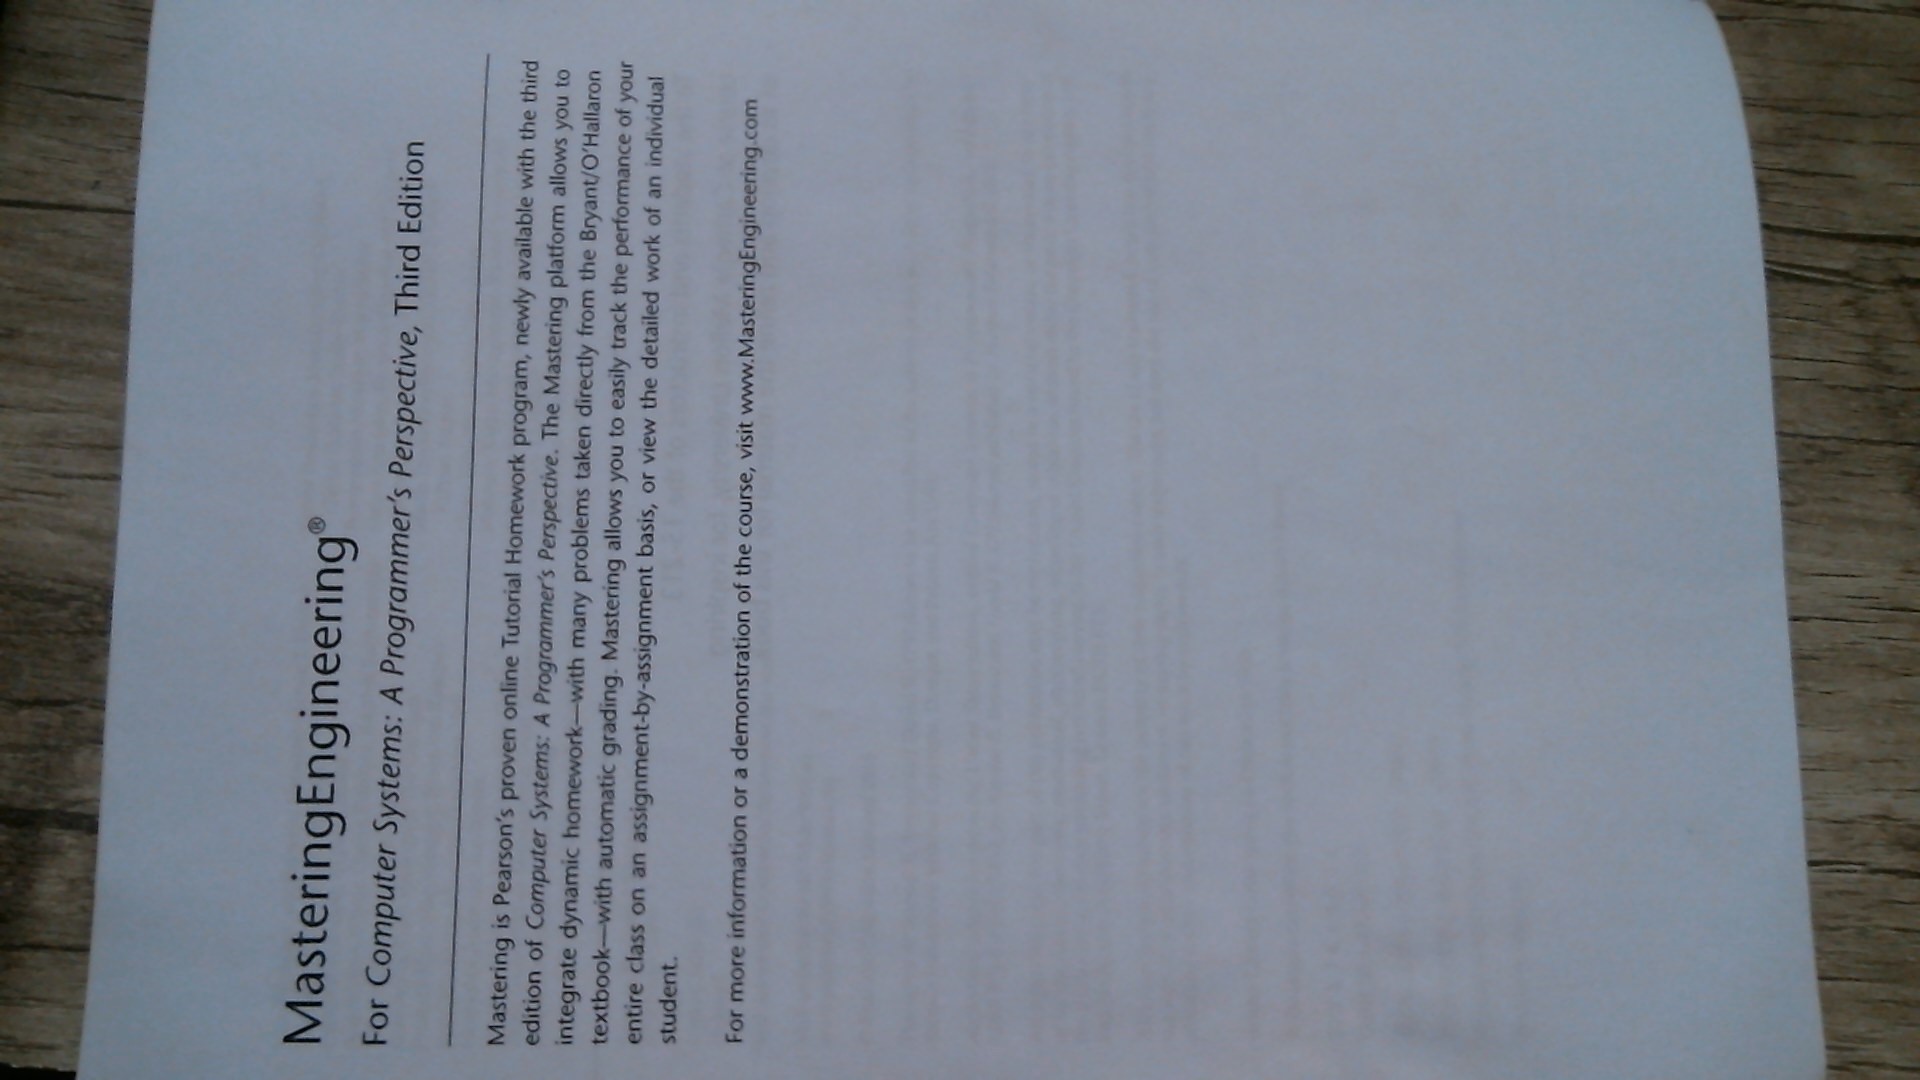 MasteringEngineering®
For Computer Systems: A Programmer's Perspective, Third Edition
Mastering is Pearson's proven online Tutorial Homework program, newly available with the third
edition of Computer Systems: A Programmer's Perspective. The Mastering platform allows you to
integrate dynamic homework—with many problems taken directly from the Bryant/O'Hallaron
textbook—with automatic grading. Mastering allows you to easily track the performance of your
entire class on an assignment-by-assignment basis, or view the detailed work of an individual
student.
For more information or a demonstration of the course, visit www.MasteringEngineering.com